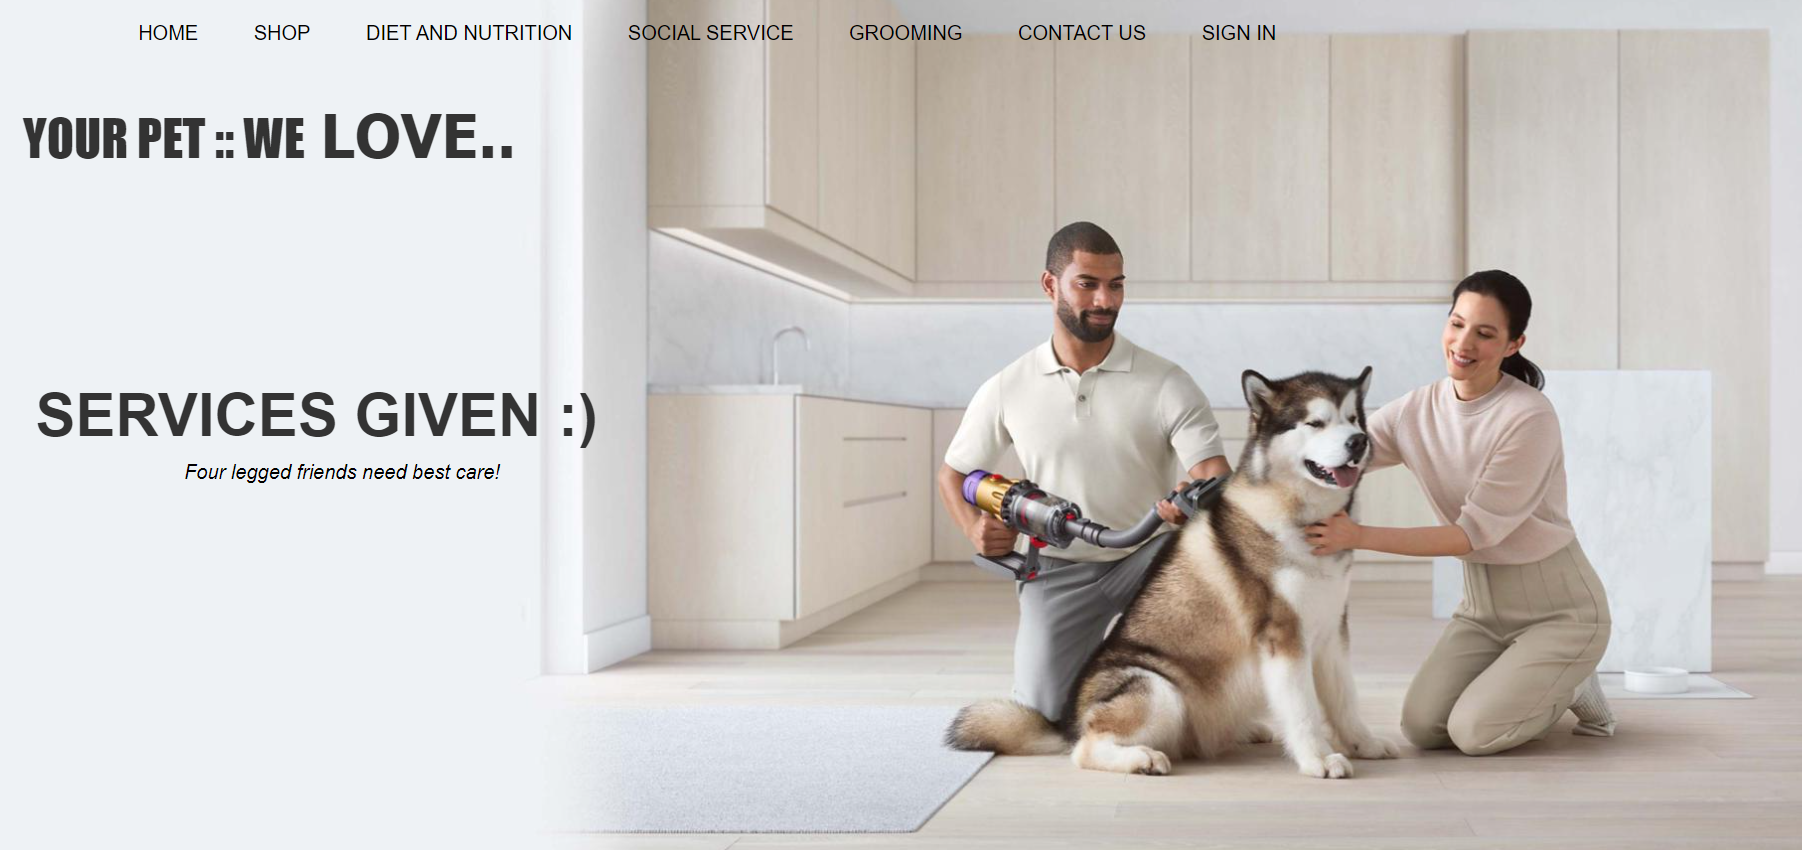 HOME SHOP DIET AND NUTRITION SOCIAL SERVICE GROOMING CONTACT US SIGN IN
YOUR PET :: WE LOVE..
SERVICES GIVEN :)
Four legged friends need best care!